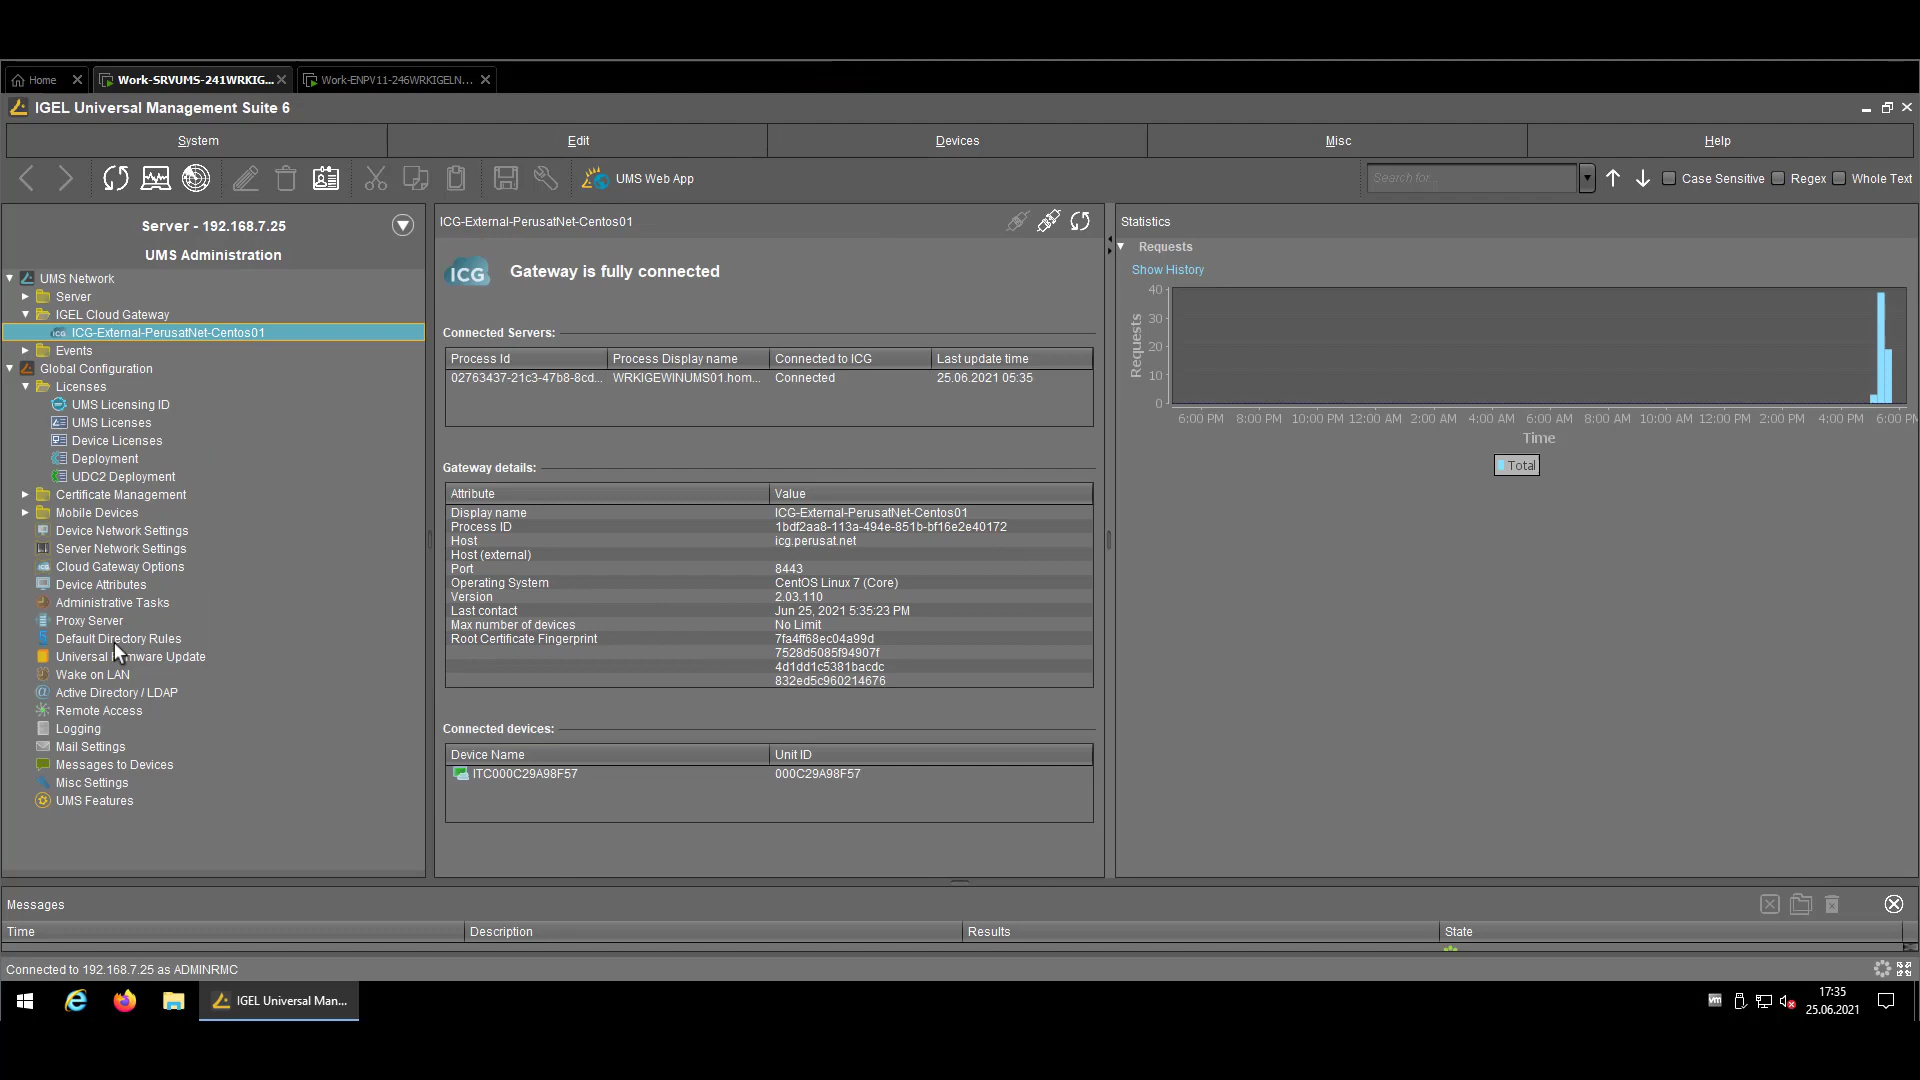 Home
Work-SRVUMS-241WRKIG...
Work-ENPV11-246WRKIGELN...
IGEL Universal Management Suite 6
System
Edit
Devices
Misc
Help
UMS Web App
Search for...
Case Sensitive
Regex
Whole Text
Server - 192.168.7.25
UMS Administration
UMS Network
Server
IGEL Cloud Gateway
ICG ICG-External-PerusatNet-Centos01
Events
Global Configuration
Licenses
UMS Licensing ID
UMS Licenses
Device Licenses
Deployment
UDC2 Deployment
Certificate Management
Mobile Devices
Device Network Settings
Server Network Settings
Cloud Gateway Options
Device Attributes
Administrative Tasks
Proxy Server
Default Directory Rules
Universal Firmware Update
Wake on LAN
Active Directory / LDAP
Remote Access
Logging
Mail Settings
Messages to Devices
Misc Settings
UMS Features
ICG-External-PerusatNet-Centos01
ICG Gateway is fully connected
Connected Servers:
Process Id Process Display name Connected to ICG Last update time
02763437-21c3-47b8-8cd... WRKIGEWINUMS01.hom... Connected 25.06.2021 05:35
Gateway details:
Attribute Value
Display name ICG-External-PerusatNet-Centos01
Process ID 1bdf2aa8-113a-494e-851b-bf16e2e40172
Host icg.perusat.net
Host (external)
Port 8443
Operating System CentOS Linux 7 (Core)
Version 2.03.110
Last contact Jun 25, 2021 5:35:23 PM
Max number of devices No Limit
Root Certificate Fingerprint 7fa4ff68ec04a99d
7528d5085f94907f
4d1dd1c5381bacdc
832ed5c960214676
Connected devices:
Device Name Unit ID
ITC000C29A98F57 000C29A98F57
Statistics
Requests
Show History
Requests
40
30
20
10
0
6:00 PM 8:00 PM 10:00 PM 12:00 AM 2:00 AM 4:00 AM 6:00 AM 8:00 AM 10:00 AM 12:00 PM 2:00 PM 4:00 PM 6:00 PM
Time
Total
Messages
Time Description Results State
Connected to 192.168.7.25 as ADMINRMC
IGEL Universal Man...
vm
17:35
25.06.2021